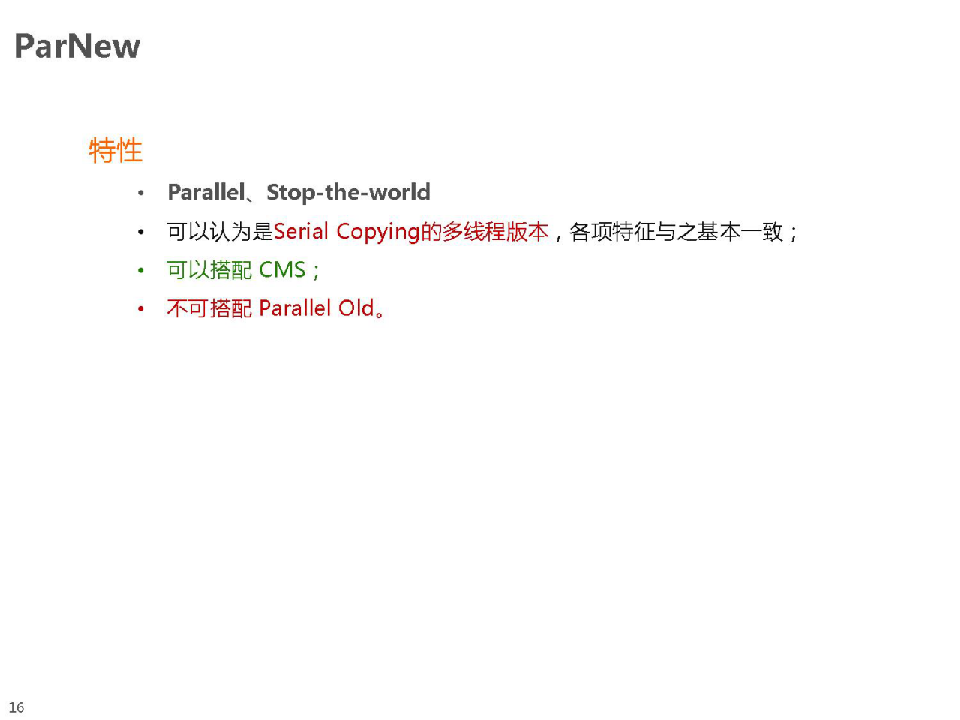 ParNew
特性
• Parallel、Stop-the-world
• 可以认为是Serial Copying的多线程版本，各项特征与之基本一致；
• 可以搭配 CMS；
• 不可搭配 Parallel Old。
16